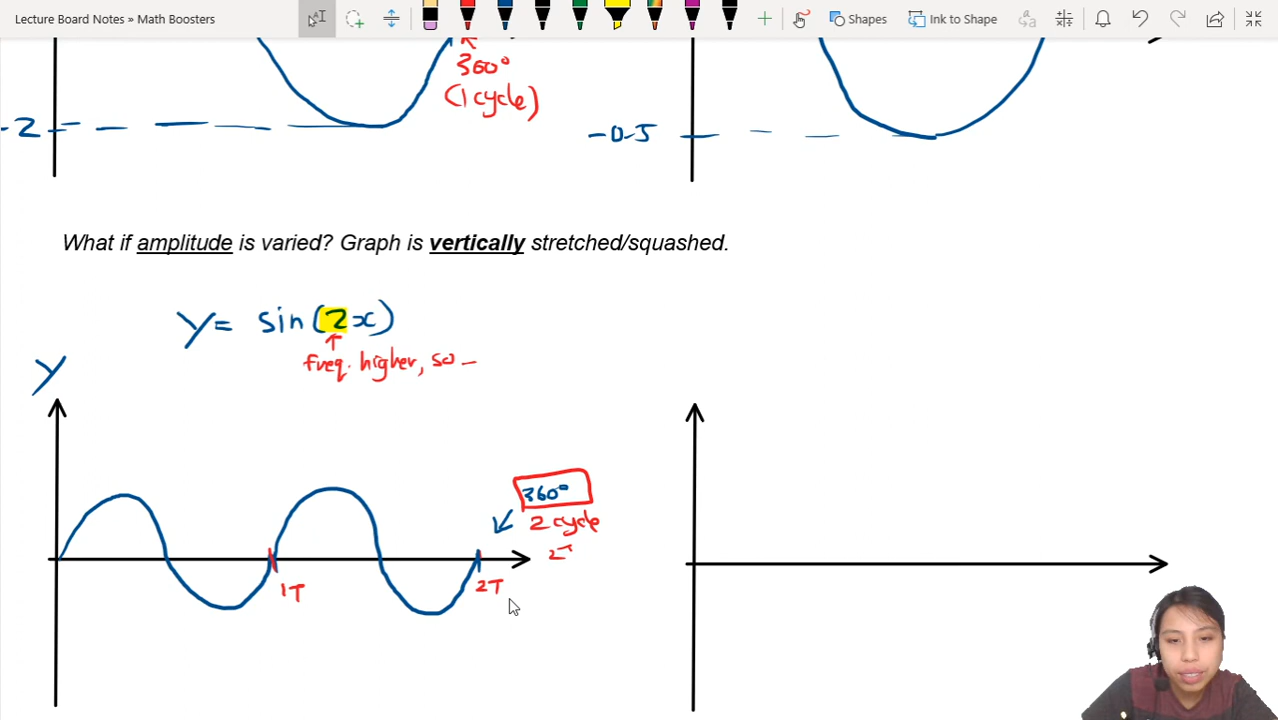 Lecture Board Notes » Math Boosters
Shapes
Ink to Shape
360°
(1 cycle)
-2
-0.5
What if amplitude is varied? Graph is vertically stretched/squashed.
y= sin(2x)
freq. higher, so –
y
360°
2 cycle
2T
1T
2T